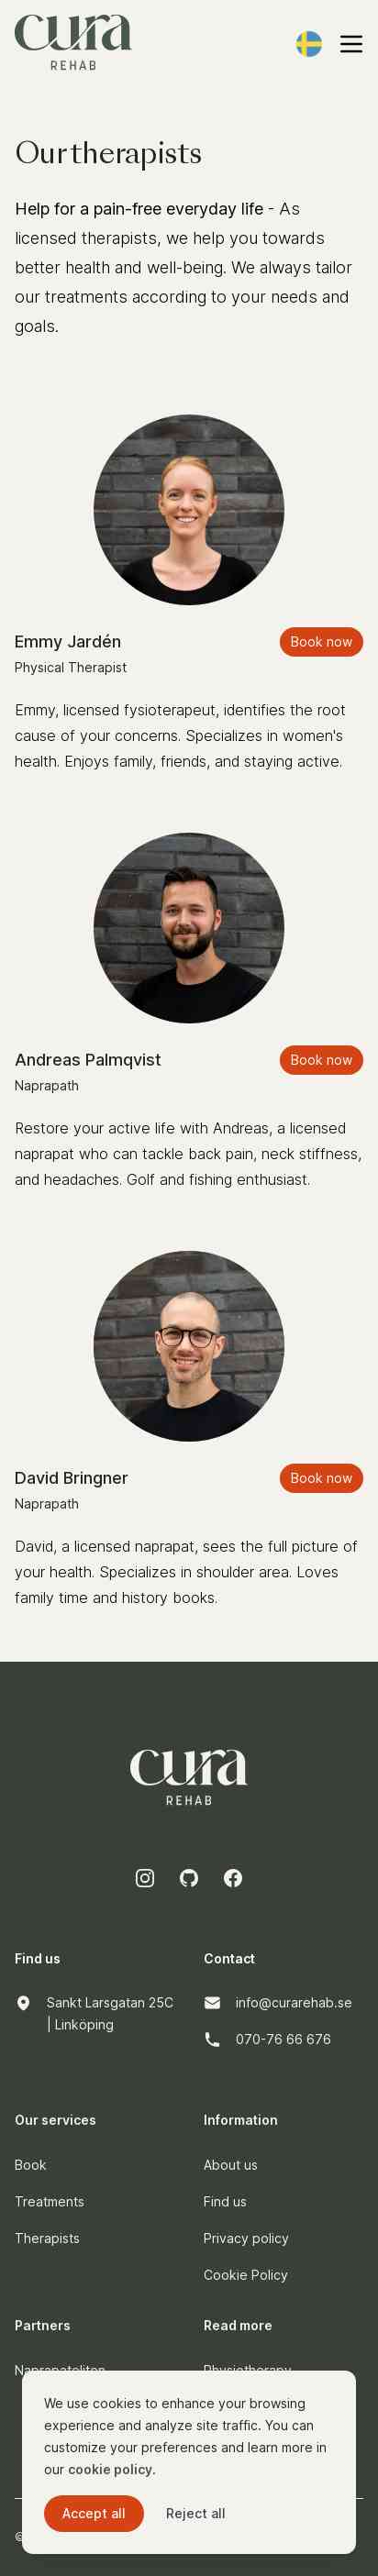 cura
REHAB
Our therapists
Help for a pain-free everyday life - As
licensed therapists, we help you towards
better health and well-being. We always tailor
our treatments according to your needs and
goals.
Emmy Jardén
Book now
Physical Therapist
Emmy, licensed fysioterapeut, identifies the root
cause of your concerns. Specializes in women's
health. Enjoys family, friends, and staying active.
Andreas Palmqvist
Book now
Naprapath
Restore your active life with Andreas, a licensed
naprapat who can tackle back pain, neck stiffness,
and headaches. Golf and fishing enthusiast.
David Bringner
Book now
Naprapath
David, a licensed naprapat, sees the full picture of
your health. Specializes in shoulder area. Loves
family time and history books.
cura
REHAB
Find us
Sankt Larsgatan 25C
| Linköping
Contact
info@curarehab.se
070-76 66 676
Our services
Book
Treatments
Therapists
Information
About us
Find us
Privacy policy
Cookie Policy
Partners
Read more
We use cookies to enhance your browsing
experience and analyze site traffic. You can
customize your preferences and learn more in
our cookie policy.
Accept all
Reject all
©